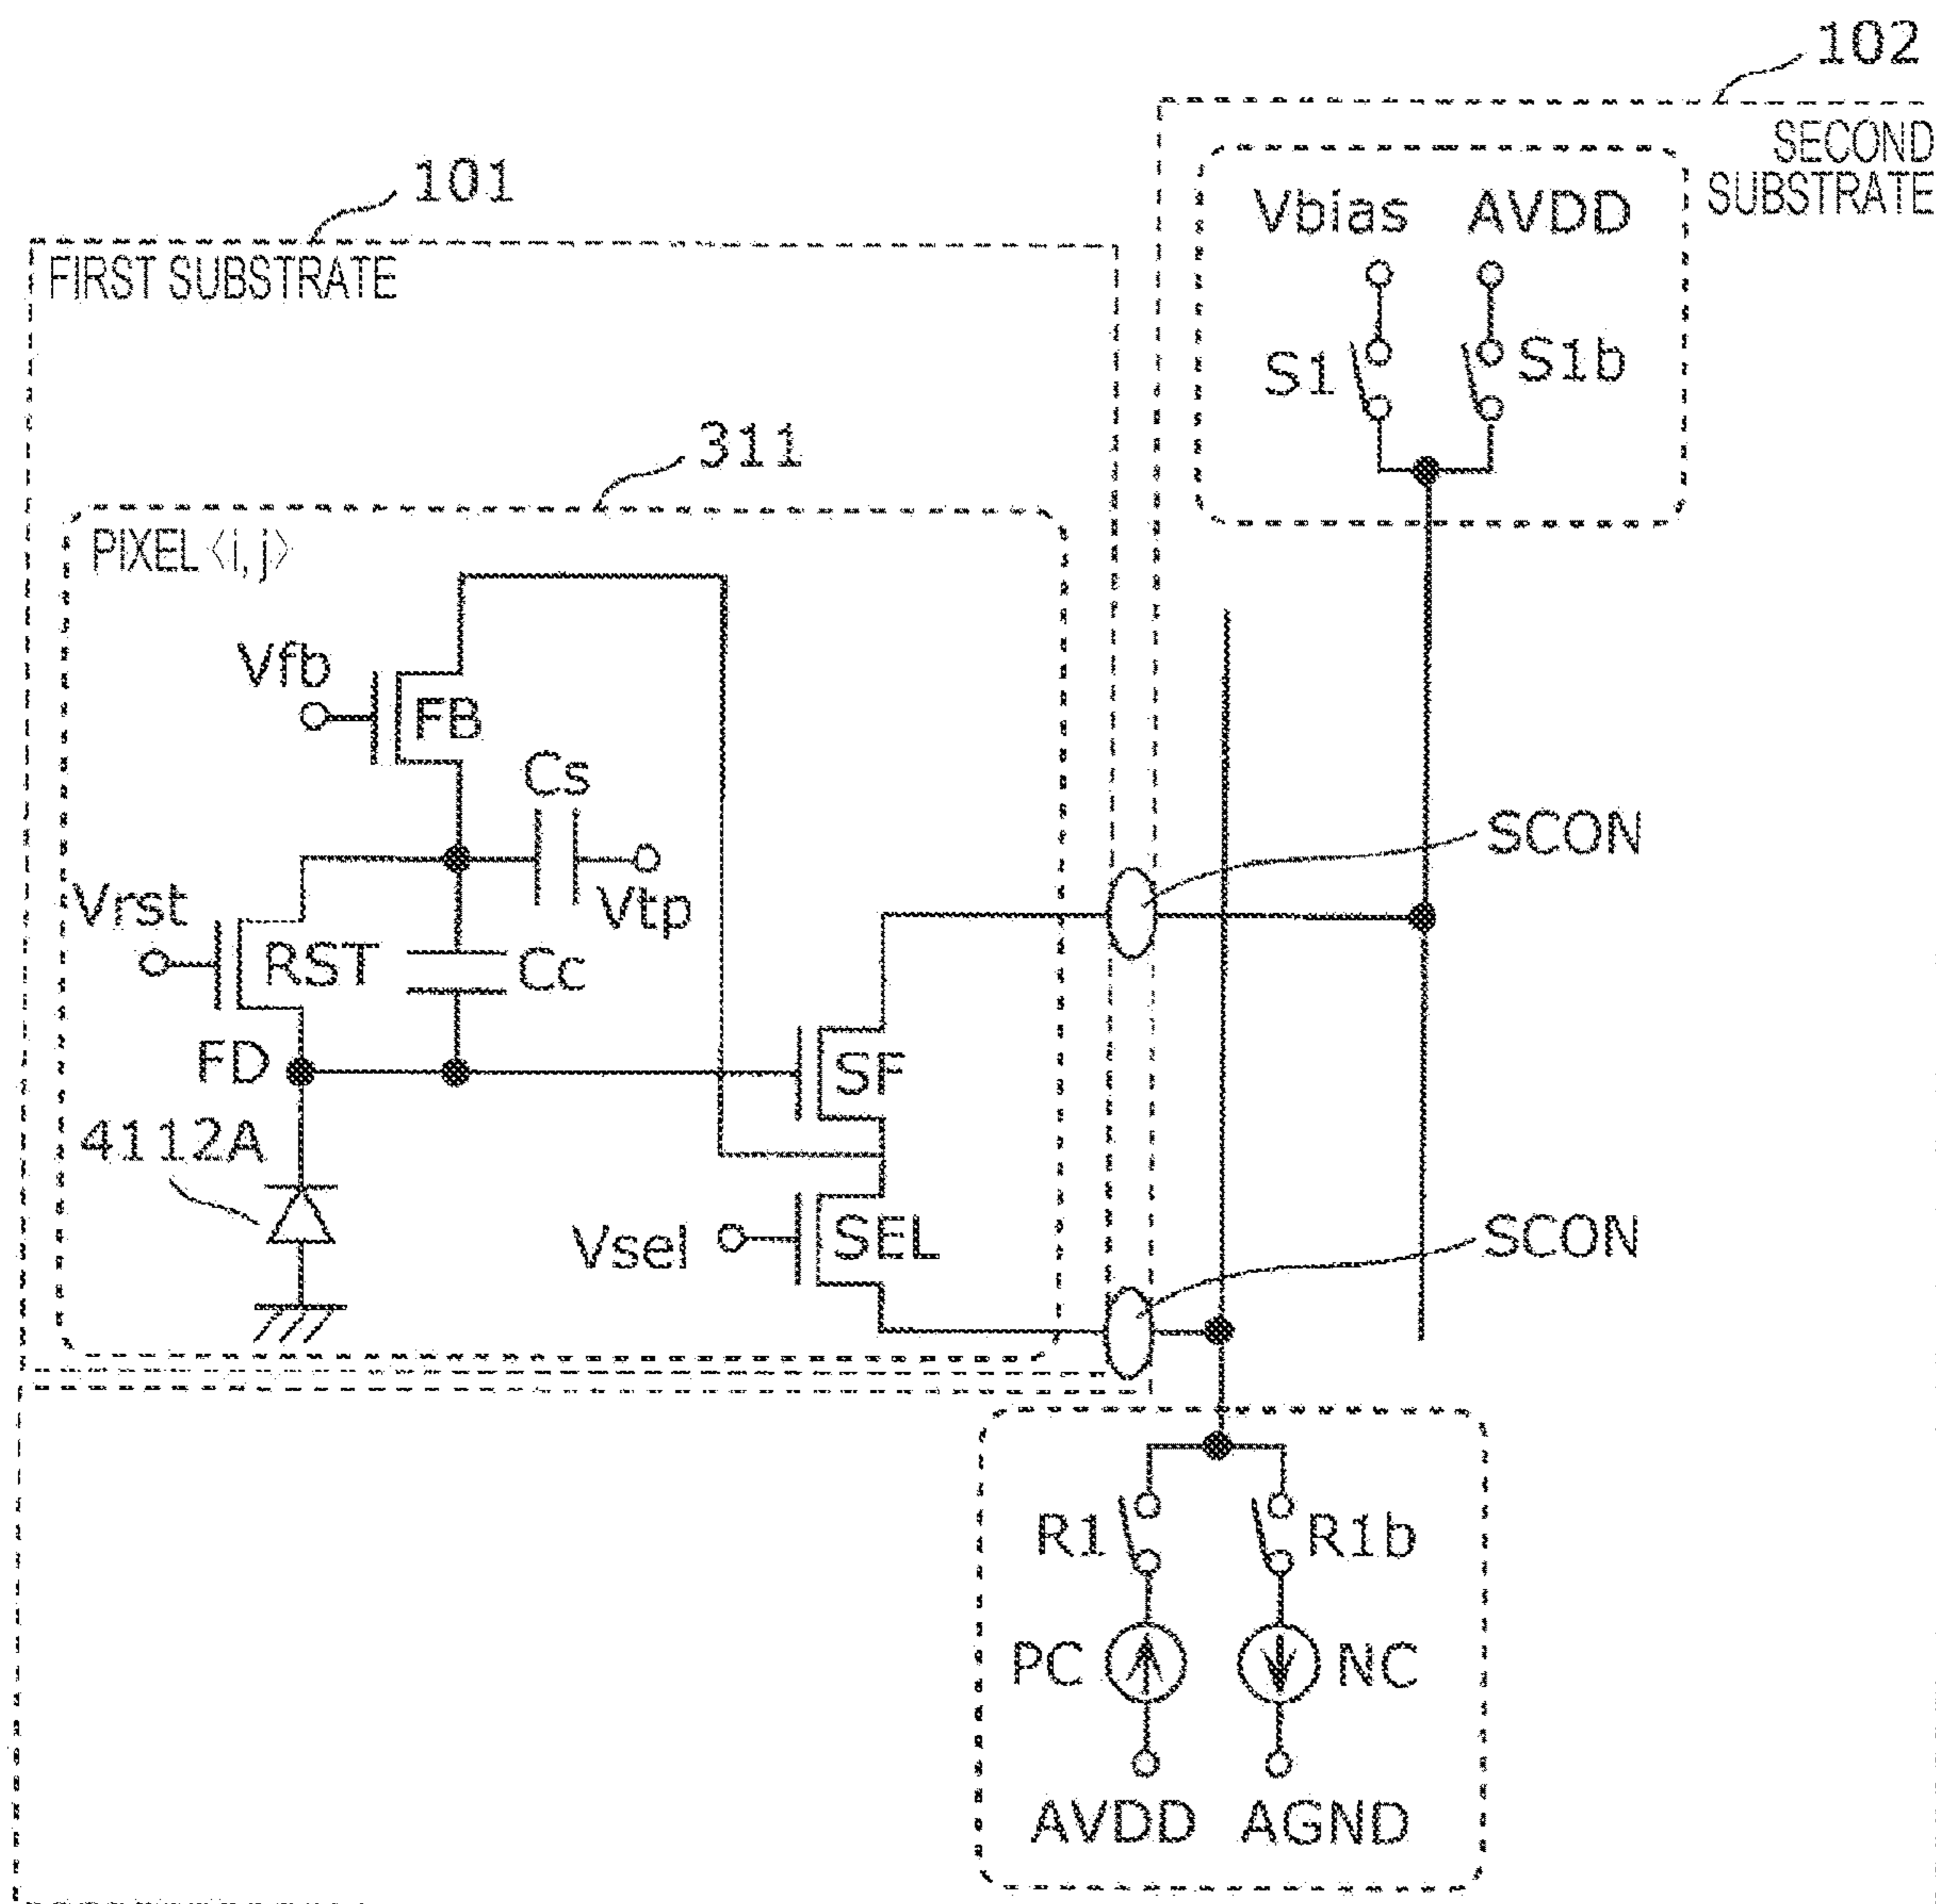 102
SECOND
SUBSTRATE
101
FIRST SUBSTRATE
Vbias AVDD
S1 S1b
311
PIXEL <i, j>
Vfb
FB
Cs
Vtp
SCON
Vrst
RST
Cc
FD
SF
4112A
Vsel
SEL
SCON
R1 R1b
PC NC
AVDD AGND